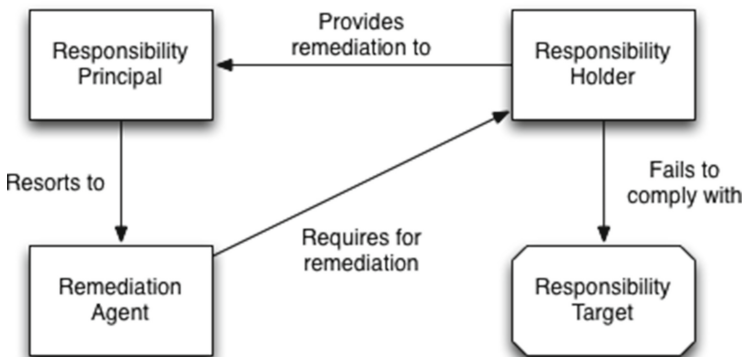 Responsibility
Principal
Provides
remediation to
Responsibility
Holder
Resorts to
Fails to
comply with
Requires for
remediation
Remediation
Agent
Responsibility
Target